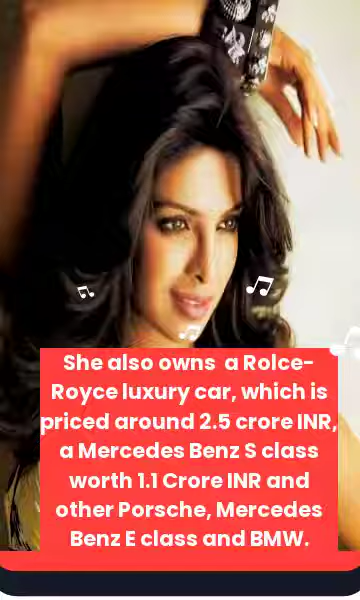 She also owns a Rolce-
Royce luxury car, which is
priced around 2.5 crore INR,
a Mercedes Benz S class
worth 1.1 Crore INR and
other Porsche, Mercedes
Benz E class and BMW.